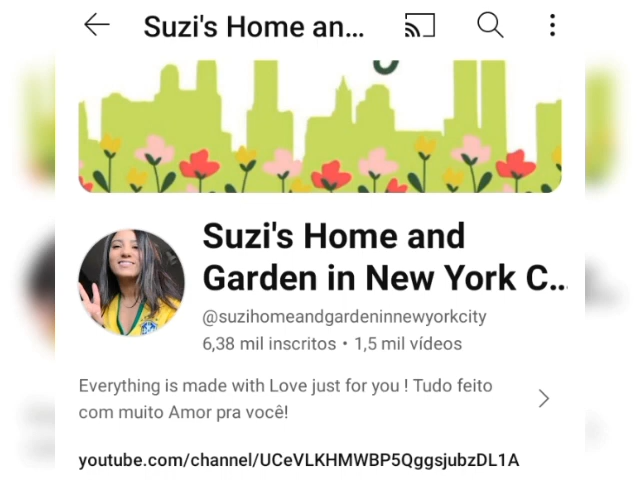 Suzi's Home an...
Suzi's Home and
Garden in New York C...
@suzihomeandgardeninnewyorkcity
6,38 mil inscritos • 1,5 mil vídeos
Everything is made with Love just for you ! Tudo feito
com muito Amor pra você!
youtube.com/channel/UCeVLKHMWBP5QggsjubzDL1A